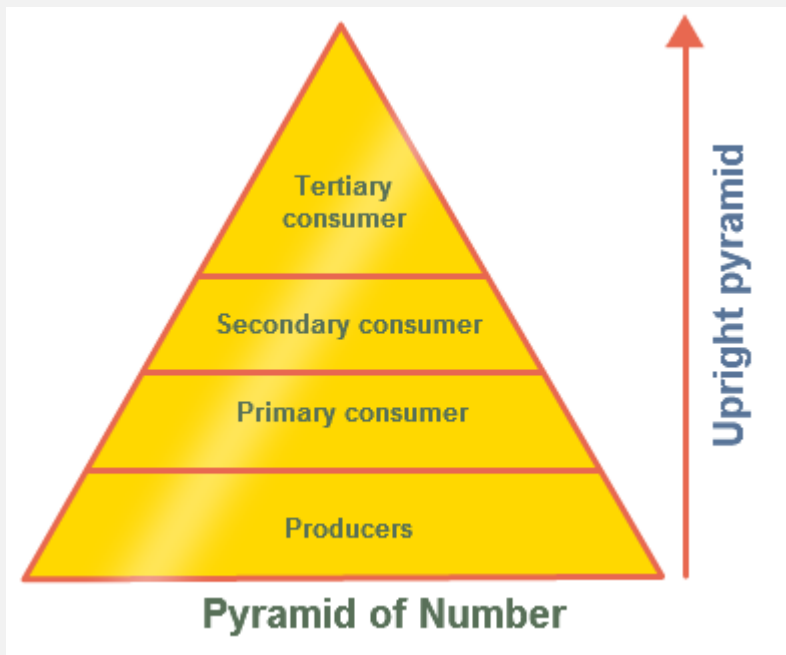 Tertiary
consumer
Secondary consumer
Primary consumer
Producers
Pyramid of Number
Upright pyramid